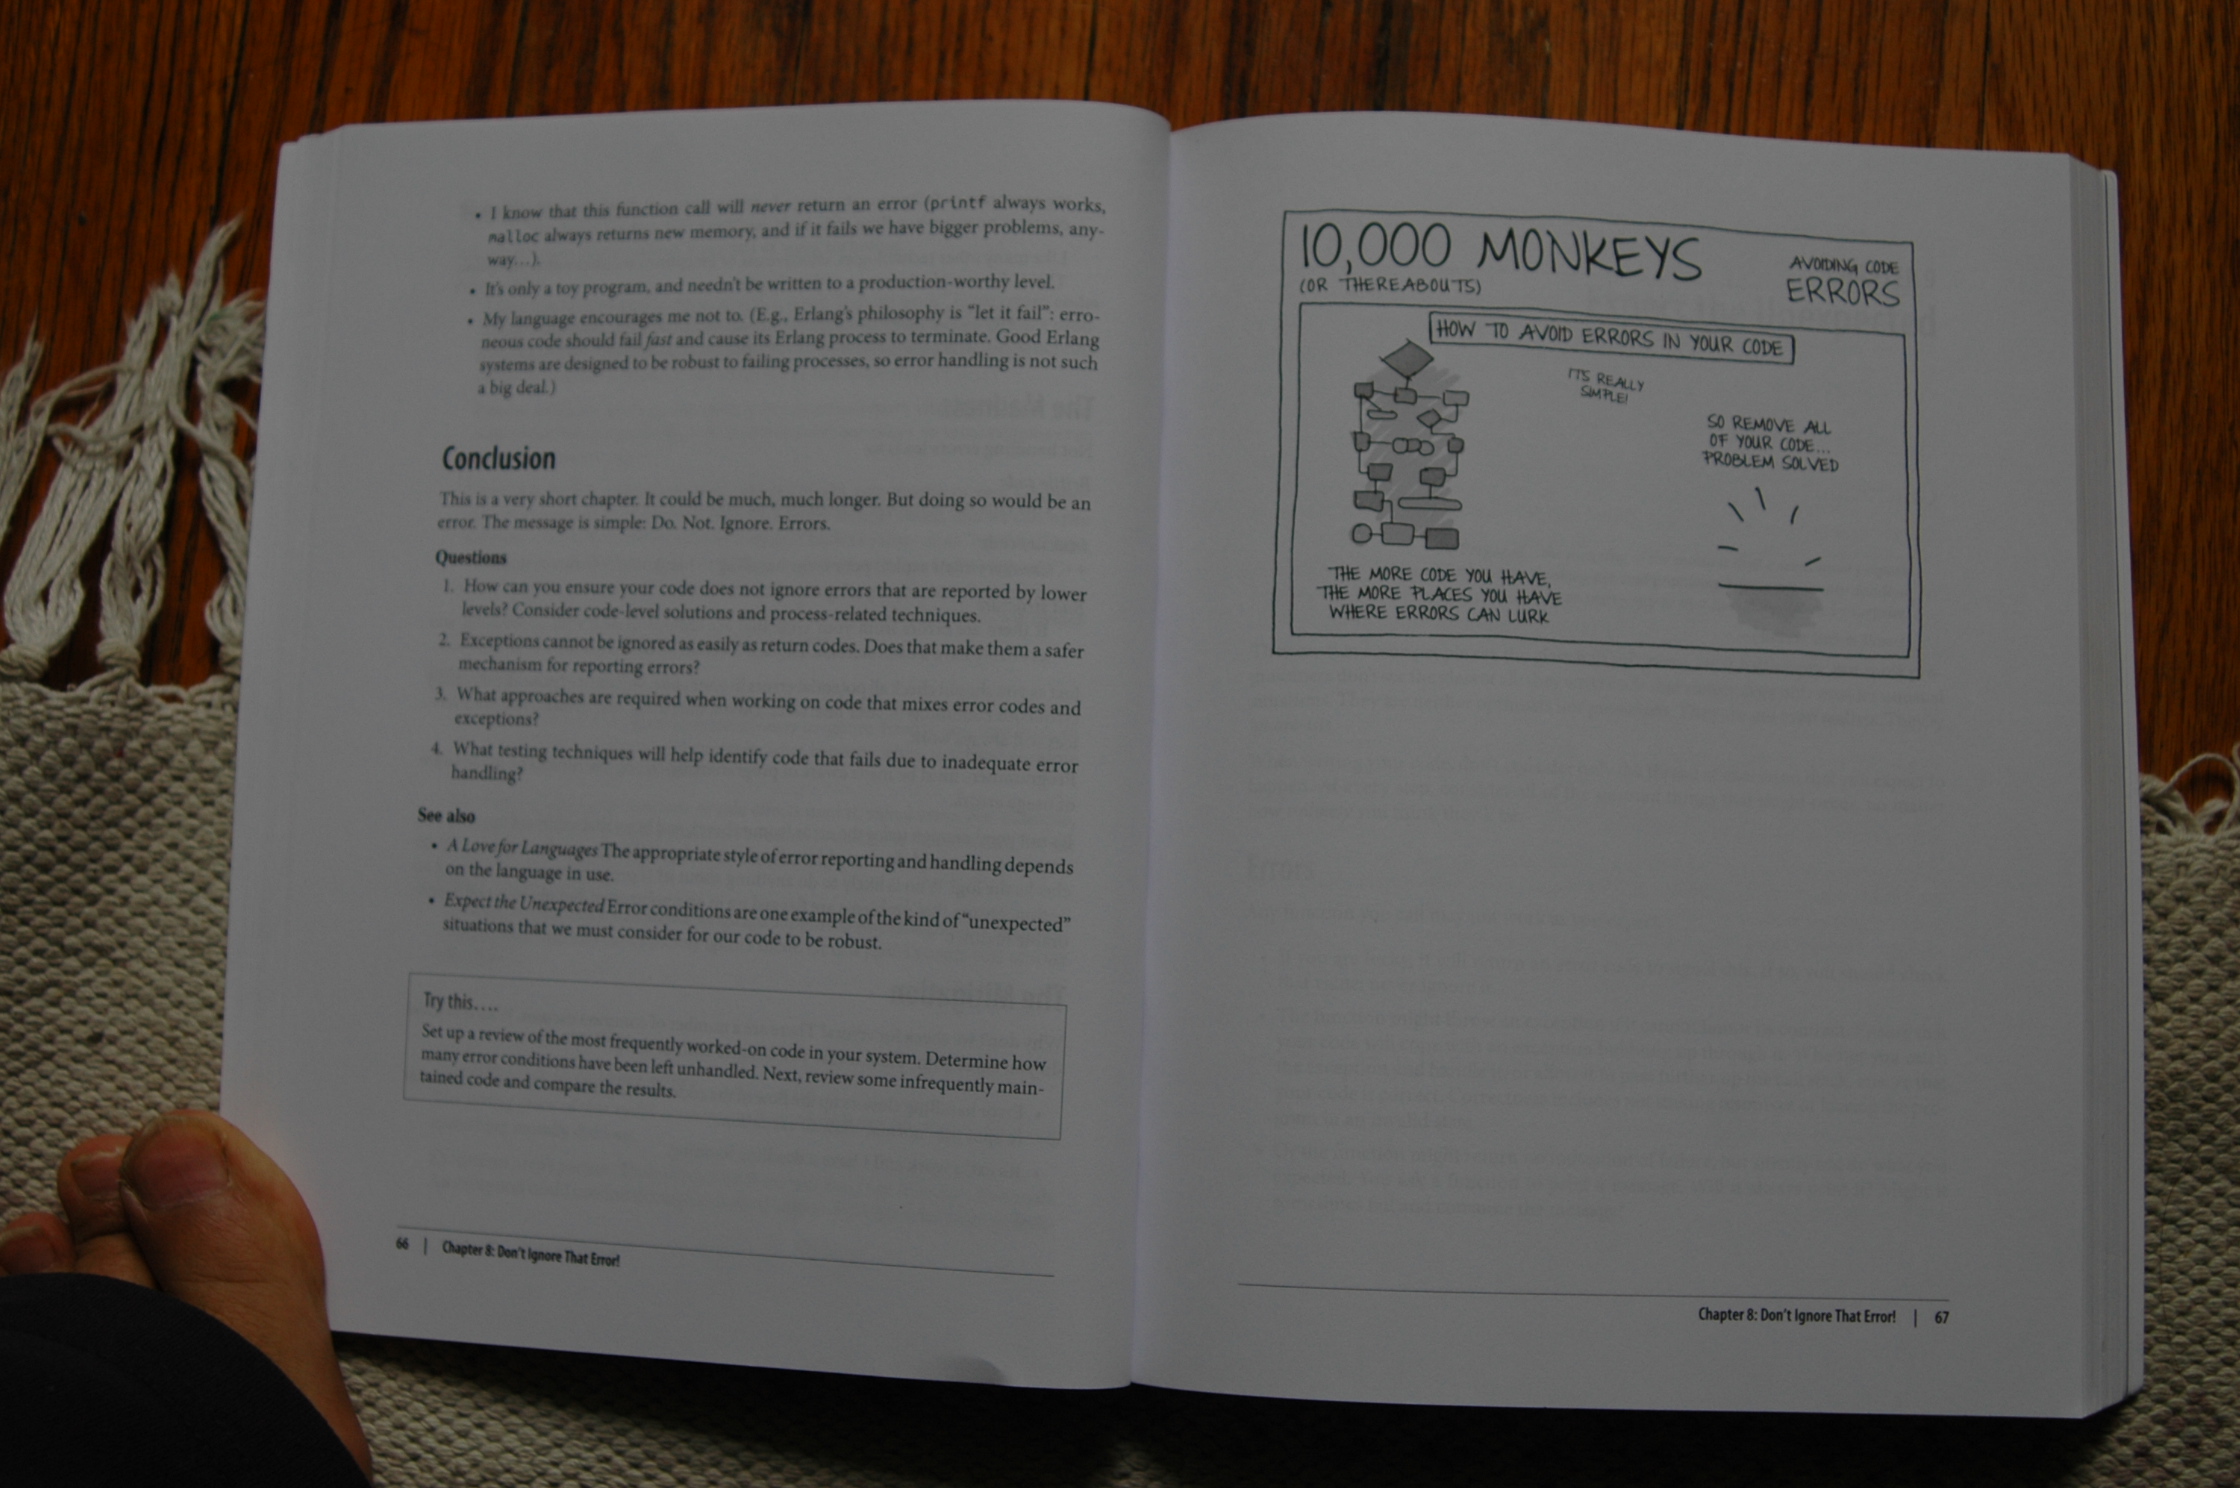 • I know that this function call will never return an error (printf always works,
malloc always returns new memory, and if it fails we have bigger problems, any-
way…).
• It's only a toy program, and needn't be written to a production-worthy level.
• My language encourages me not to. (E.g., Erlang's philosophy is "let it fail": erro-
neous code should fail fast and cause its Erlang process to terminate. Good Erlang
systems are designed to be robust to failing processes, so error handling is not such
a big deal.)
Conclusion
This is a very short chapter. It could be much, much longer. But doing so would be an
error. The message is simple: Do. Not. Ignore. Errors.
Questions
1. How can you ensure your code does not ignore errors that are reported by lower
levels? Consider code-level solutions and process-related techniques.
2. Exceptions cannot be ignored as easily as return codes. Does that make them a safer
mechanism for reporting errors?
3. What approaches are required when working on code that mixes error codes and
exceptions?
4. What testing techniques will help identify code that fails due to inadequate error
handling?
See also
• A Love for Languages The appropriate style of error reporting and handling depends
on the language in use.
• Expect the Unexpected Error conditions are one example of the kind of "unexpected"
situations that we must consider for our code to be robust.
Try this….
Set up a review of the most frequently worked-on code in your system. Determine how
many error conditions have been left unhandled. Next, review some infrequently main-
tained code and compare the results.
66 | Chapter 8: Don't Ignore That Error!
10,000 MONKEYS
(OR THEREABOUTS)
AVOIDING CODE
ERRORS
HOW TO AVOID ERRORS IN YOUR CODE
ITS REALLY
SIMPLE!
THE MORE CODE YOU HAVE,
THE MORE PLACES YOU HAVE
WHERE ERRORS CAN LURK
SO REMOVE ALL
OF YOUR CODE...
PROBLEM SOLVED
Chapter 8: Don't Ignore That Error! | 67